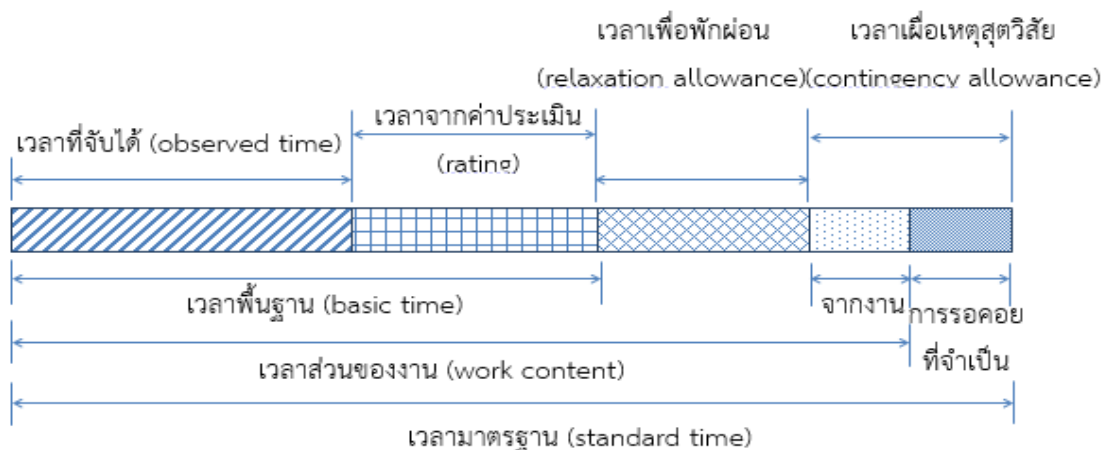 เวลาเพื่อพักผ่อน
(relaxation allowance)
เวลาเผื่อเหตุสุตวิสัย
(contingency allowance)
เวลาจากค่าประเมิน
(rating)
เวลาที่จับได้ (observed time)
เวลาพื้นฐาน (basic time)
จากงาน
การรอคอย
ที่จำเป็น
เวลาส่วนของงาน (work content)
เวลามาตรฐาน (standard time)